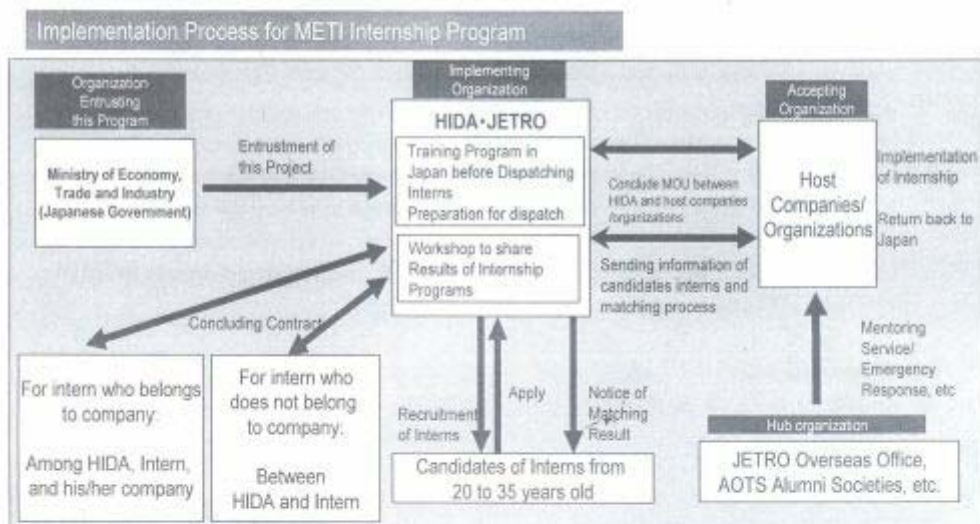 Implementation Process for METI Internship Program
Organization
Entrusting
this Program
Ministry of Economy,
Trade and Industry
(Japanese Government)
Entrustment of
this Project
Implementing
Organization
HIDA・JETRO
Training Program in
Japan before Dispatching
Interns
Preparation for dispatch
Workshop to share
Results of Internship
Programs
Conclude MOU between
HIDA and host companies
/organizations
Sending information of
candidates interns and
matching process
Accepting
Organization
Host
Companies/
Organizations
Implementation
of Internship
Return back to
Japan
Concluding Contract
For intern who belongs
to company:
Among HIDA, Intern,
and his/her company
For intern who
does not belong
to company:
Between
HIDA and Intern
Recruitment
of Interns
Apply
Notice of
Matching
Result
Candidates of Interns from
20 to 35 years old
Mentoring
Service/
Emergency
Response, etc
Hub organization
JETRO Overseas Office,
AOTS Alumni Societies, etc.